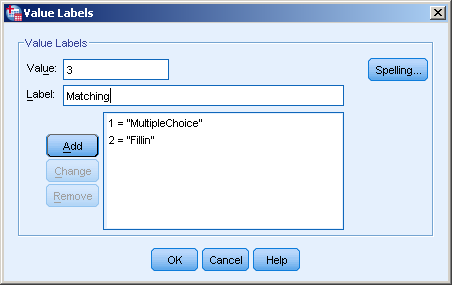 Value Labels
Value Labels
Value: 3
Spelling...
Label: Matching
1 = "MultipleChoice"
2 = "Fillin"
Add
Change
Remove
OK Cancel Help